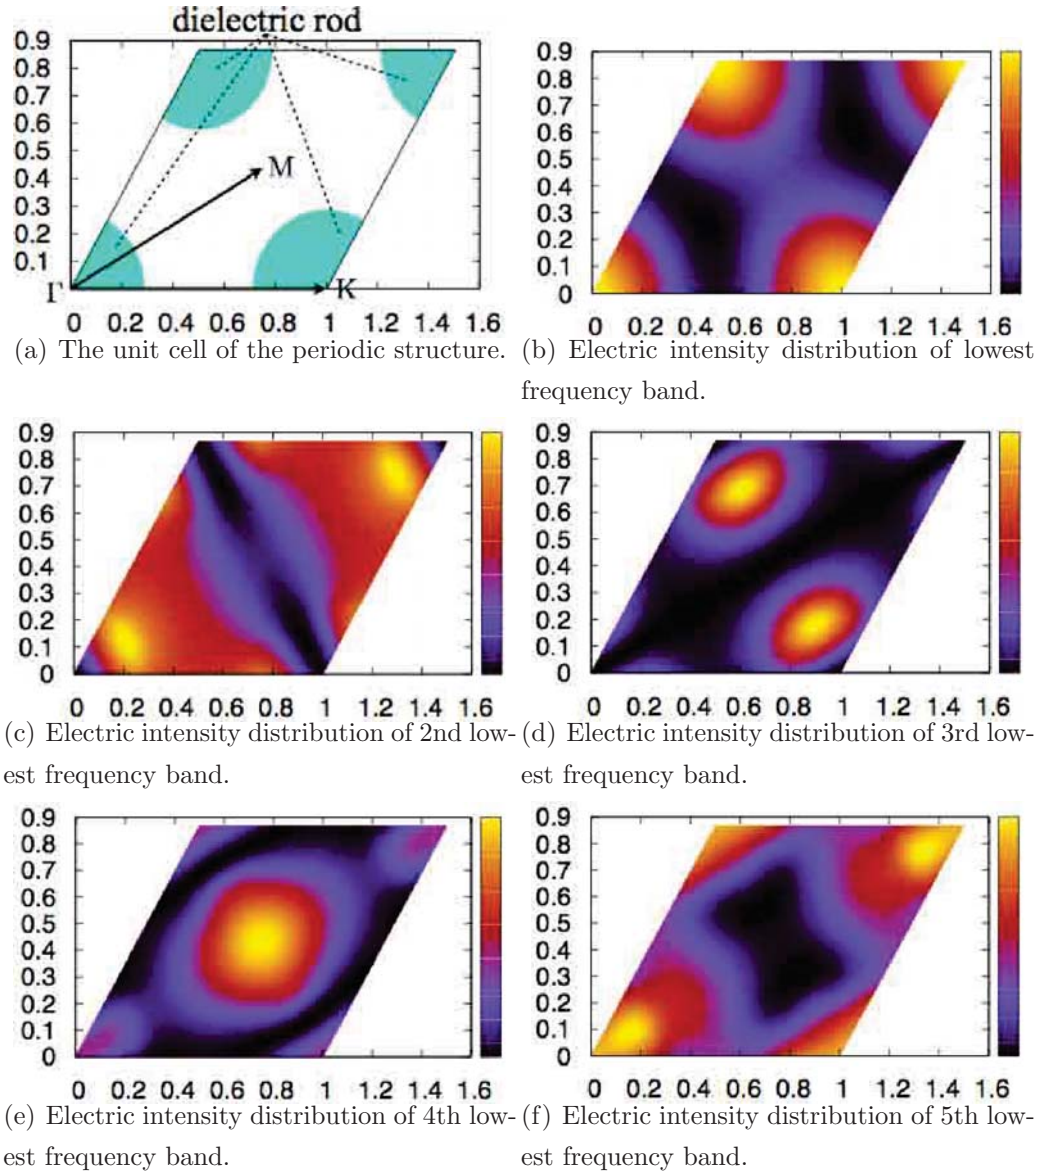 dielectric rod
0.9
0.8
0.7
0.6
0.5
0.4
0.3
0.2
0.1
M
Γ
K
0 0.2 0.4 0.6 0.8 1 1.2 1.4 1.6
(a) The unit cell of the periodic structure.
0.9
0.8
0.7
0.6
0.5
0.4
0.3
0.2
0.1
0
0 0.2 0.4 0.6 0.8 1 1.2 1.4 1.6
(b) Electric intensity distribution of lowest
frequency band.
0.9
0.8
0.7
0.6
0.5
0.4
0.3
0.2
0.1
0
0 0.2 0.4 0.6 0.8 1 1.2 1.4 1.6
(c) Electric intensity distribution of 2nd low-
est frequency band.
0.9
0.8
0.7
0.6
0.5
0.4
0.3
0.2
0.1
0
0 0.2 0.4 0.6 0.8 1 1.2 1.4 1.6
(d) Electric intensity distribution of 3rd low-
est frequency band.
0.9
0.8
0.7
0.6
0.5
0.4
0.3
0.2
0.1
0
0 0.2 0.4 0.6 0.8 1 1.2 1.4 1.6
(e) Electric intensity distribution of 4th low-
est frequency band.
0.9
0.8
0.7
0.6
0.5
0.4
0.3
0.2
0.1
0
0 0.2 0.4 0.6 0.8 1 1.2 1.4 1.6
(f) Electric intensity distribution of 5th low-
est frequency band.